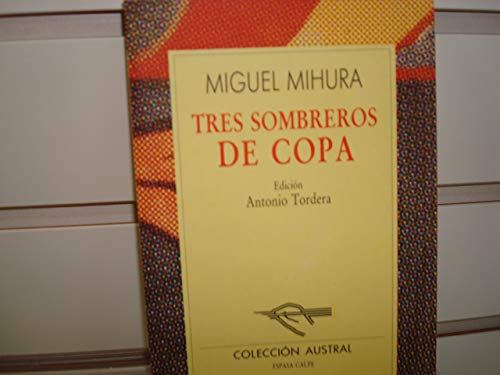 MIGUEL MIHURA
TRES SOMBREROS
DE COPA
Edición
Antonio Tordera
COLECCIÓN AUSTRAL
ESPASA CALPE